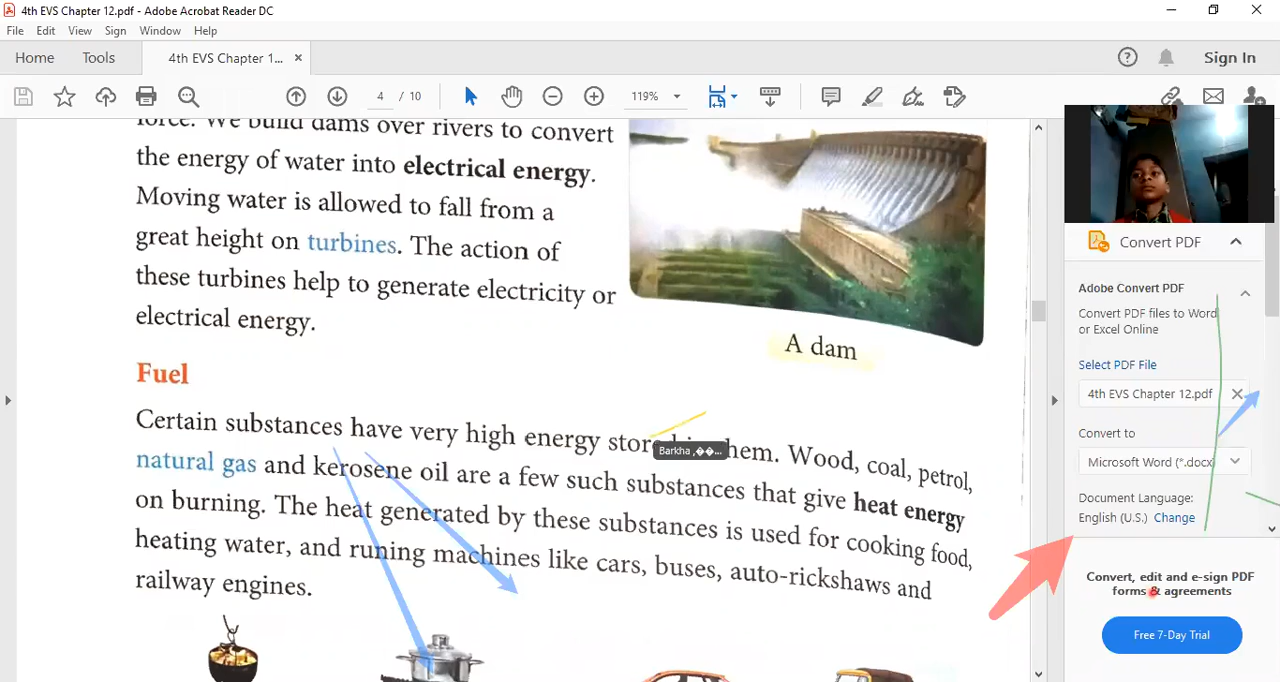 4th EVS Chapter 12.pdf - Adobe Acrobat Reader DC
File Edit View Sign Window Help
Home Tools 4th EVS Chapter 1... × Sign In
4 / 10 119%
force. We build dams over rivers to convert
the energy of water into electrical energy.
Moving water is allowed to fall from a
great height on turbines. The action of
these turbines help to generate electricity or
electrical energy.
A dam
Fuel
Certain substances have very high energy stored in them. Wood, coal, petrol,
natural gas and kerosene oil are a few such substances that give heat energy
on burning. The heat generated by these substances is used for cooking food,
heating water, and runing machines like cars, buses, auto-rickshaws and
railway engines.
Barkha ,��...
Convert PDF
Adobe Convert PDF
Convert PDF files to Word
or Excel Online
Select PDF File
4th EVS Chapter 12.pdf
Convert to
Microsoft Word (*.docx)
Document Language:
English (U.S.) Change
Convert, edit and e-sign PDF
forms & agreements
Free 7-Day Trial